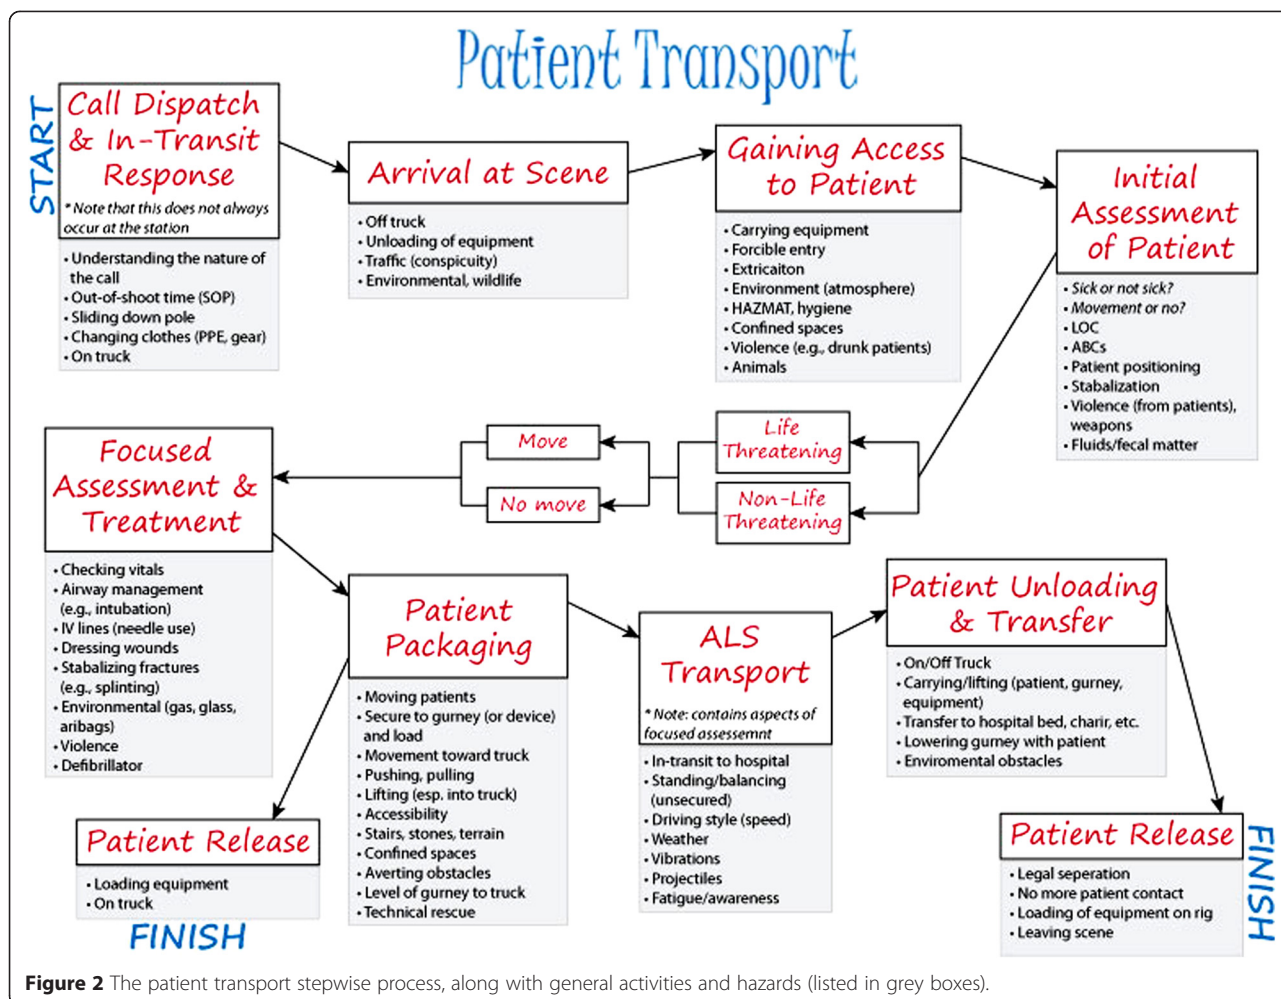 Patient Transport
START
Call Dispatch
& In-Transit
Response
* Note that this does not always
occur at the station
• Understanding the nature of
the call
• Out-of-shoot time (SOP)
• Sliding down pole
• Changing clothes (PPE, gear)
• On truck
Arrival at Scene
• Off truck
• Unloading of equipment
• Traffic (conspicuity)
• Environmental, wildlife
Gaining Access
to Patient
• Carrying equipment
• Forcible entry
• Extricaiton
• Environment (atmosphere)
• HAZMAT, hygiene
• Confined spaces
• Violence (e.g., drunk patients)
• Animals
Initial
Assessment
of Patient
• Sick or not sick?
• Movement or no?
• LOC
• ABCs
• Patient positioning
• Stabalization
• Violence (from patients),
weapons
• Fluids/fecal matter
Life
Threatening
Non-Life
Threatening
Move
No move
Focused
Assessment &
Treatment
• Checking vitals
• Airway management
(e.g., intubation)
• IV lines (needle use)
• Dressing wounds
• Stabalizing fractures
(e.g., splinting)
• Environmental (gas, glass,
aribags)
• Violence
• Defibrillator
Patient
Packaging
• Moving patients
• Secure to gurney (or device)
and load
• Movement toward truck
• Pushing, pulling
• Lifting (esp. into truck)
• Accessibility
• Stairs, stones, terrain
• Confined spaces
• Averting obstacles
• Level of gurney to truck
• Technical rescue
Patient Release
• Loading equipment
• On truck
FINISH
ALS
Transport
* Note: contains aspects of
focused assessemnt
• In-transit to hospital
• Standing/balancing
(unsecured)
• Driving style (speed)
• Weather
• Vibrations
• Projectiles
• Fatigue/awareness
Patient Unloading
& Transfer
• On/Off Truck
• Carrying/lifting (patient, gurney,
equipment)
• Transfer to hospital bed, charir, etc.
• Lowering gurney with patient
• Enviromental obstacles
Patient Release
• Legal seperation
• No more patient contact
• Loading of equipment on rig
• Leaving scene
FINISH
Figure 2 The patient transport stepwise process, along with general activities and hazards (listed in grey boxes).